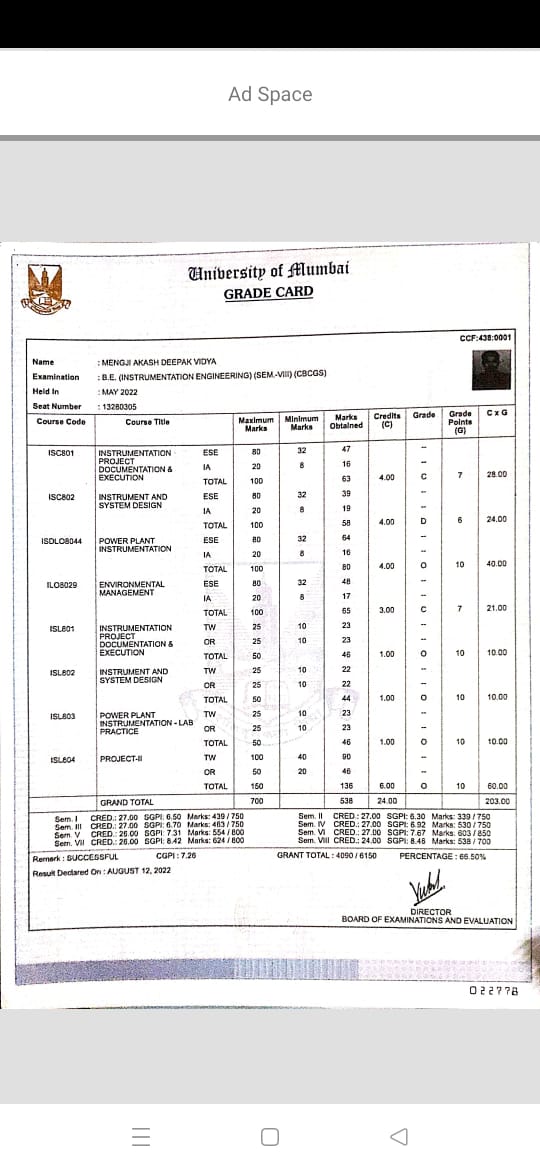 Ad Space
University of Mumbai
GRADE CARD
CCF:438:0001
Name : MENGJI AKASH DEEPAK VIDYA
Examination : B.E. (INSTRUMENTATION ENGINEERING) (SEM.-VIII) (CBCGS)
Held In : MAY 2022
Seat Number : 13280305
Course Code Course Title Maximum Marks Minimum Marks Marks Obtained Credits (C) Grade Grade Points (G) C x G
ISC801 INSTRUMENTATION PROJECT DOCUMENTATION & EXECUTION ESE 80 32 47 --
IA 20 8 16 --
TOTAL 100 63 4.00 C 7 28.00
ISC802 INSTRUMENT AND SYSTEM DESIGN ESE 80 32 39 --
IA 20 8 19 --
TOTAL 100 58 4.00 D 6 24.00
ISDLO8044 POWER PLANT INSTRUMENTATION ESE 80 32 64 --
IA 20 8 16 --
TOTAL 100 80 4.00 O 10 40.00
ILO8029 ENVIRONMENTAL MANAGEMENT ESE 80 32 48 --
IA 20 8 17 --
TOTAL 100 65 3.00 C 7 21.00
ISL801 INSTRUMENTATION PROJECT DOCUMENTATION & EXECUTION TW 25 10 23 --
OR 25 10 23 --
TOTAL 50 46 1.00 O 10 10.00
ISL802 INSTRUMENT AND SYSTEM DESIGN TW 25 10 22 --
OR 25 10 22 --
TOTAL 50 44 1.00 O 10 10.00
ISL803 POWER PLANT INSTRUMENTATION - LAB PRACTICE TW 25 10 23 --
OR 25 10 23 --
TOTAL 50 46 1.00 O 10 10.00
ISL804 PROJECT-II TW 100 40 90 --
OR 50 20 46 --
TOTAL 150 136 6.00 O 10 60.00
GRAND TOTAL 700 538 24.00 203.00
Sem. I CRED.: 27.00 SGPI: 6.50 Marks: 439 / 750 Sem. II CRED.: 27.00 SGPI: 6.30 Marks: 339 / 750
Sem. III CRED.: 27.00 SGPI: 6.70 Marks: 463 / 750 Sem. IV CRED.: 27.00 SGPI: 6.92 Marks: 530 / 750
Sem. V CRED.: 26.00 SGPI: 7.31 Marks: 554 / 800 Sem. VI CRED.: 27.00 SGPI: 7.67 Marks: 603 / 850
Sem. VII CRED.: 26.00 SGPI: 8.42 Marks: 624 / 800 Sem. VIII CRED.: 24.00 SGPI: 8.46 Marks: 538 / 700
Remark : SUCCESSFUL CGPI : 7.26 GRANT TOTAL : 4090 / 6150 PERCENTAGE : 66.50%
Result Declared On : AUGUST 12, 2022
DIRECTOR
BOARD OF EXAMINATIONS AND EVALUATION
022778